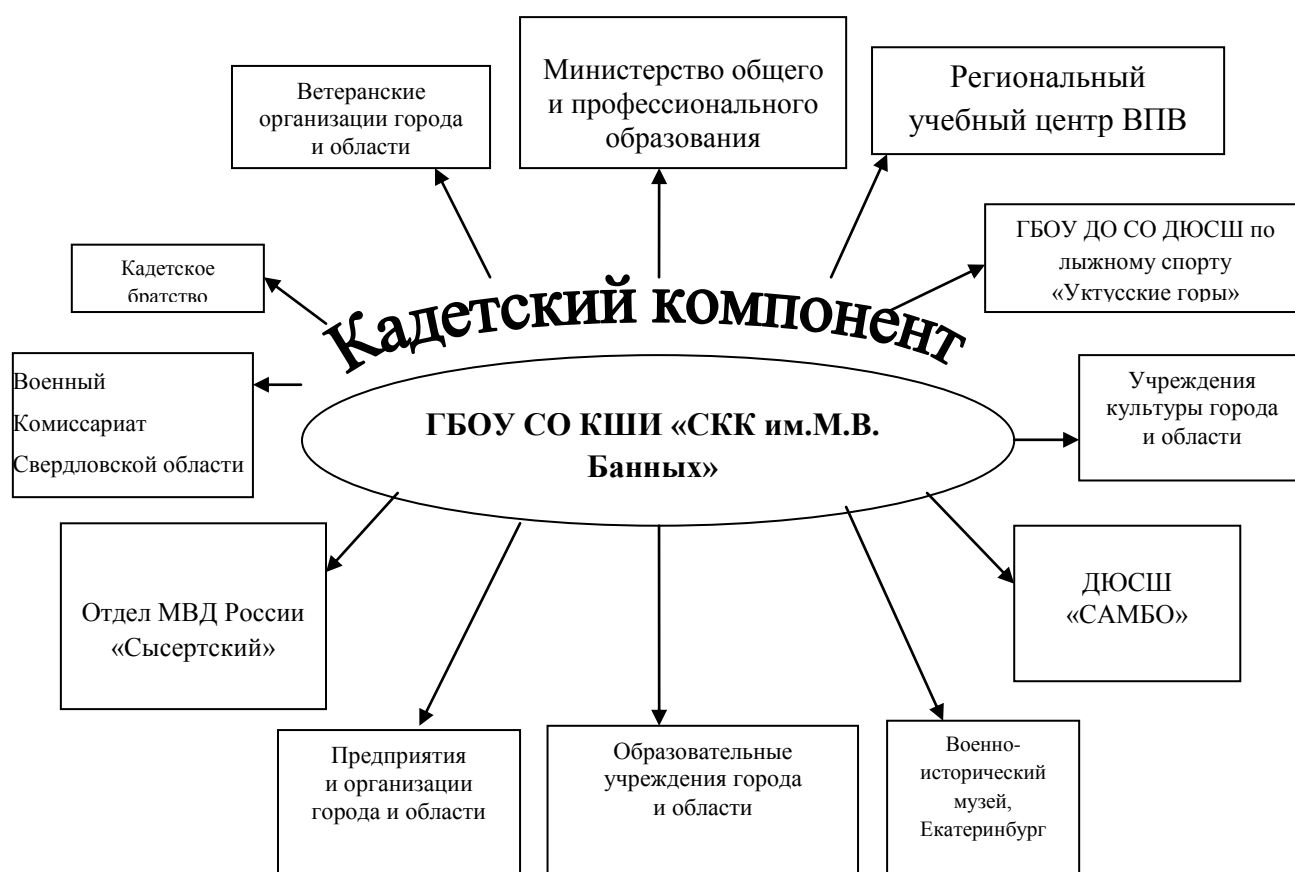 Ветеранские
организации города
и области
Министерство общего
и профессионального
образования
Региональный
учебный центр ВПВ
Кадетское
братство
ГБОУ ДО СО ДЮСШ по
лыжному спорту
«Уктусские горы»
Кадетский компонент
Военный
Комиссариат
Свердловской области
ГБОУ СО КШИ «СКК им.М.В.
Банных»
Учреждения
культуры города
и области
Отдел МВД России
«Сысертский»
ДЮСШ
«САМБО»
Предприятия
и организации
города и области
Образовательные
учреждения города
и области
Военно-
исторический
музей,
Екатеринбург